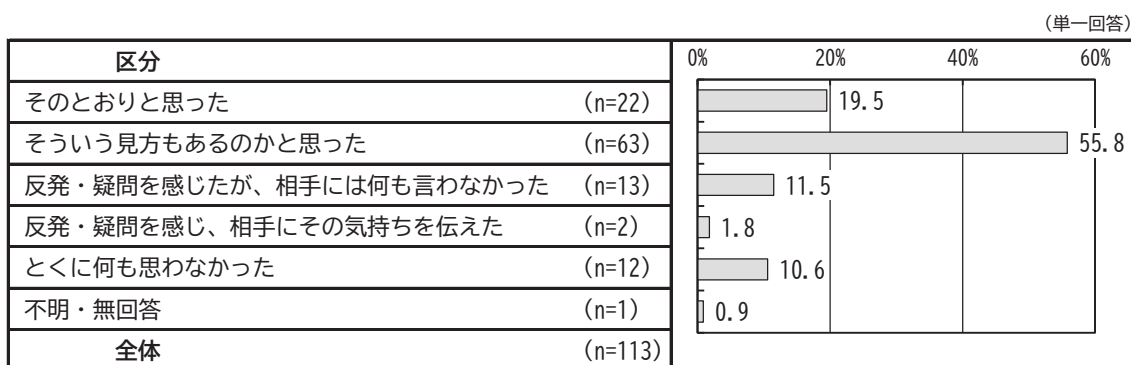 （単一回答）
区分 0% 20% 40% 60%
そのとおりと思った （n=22） 19.5
そういう見方もあるのかと思った （n=63） 55.8
反発・疑問を感じたが、相手には何も言わなかった （n=13） 11.5
反発・疑問を感じ、相手にその気持ちを伝えた （n=2） 1.8
とくに何も思わなかった （n=12） 10.6
不明・無回答 （n=1） 0.9
全体 （n=113）